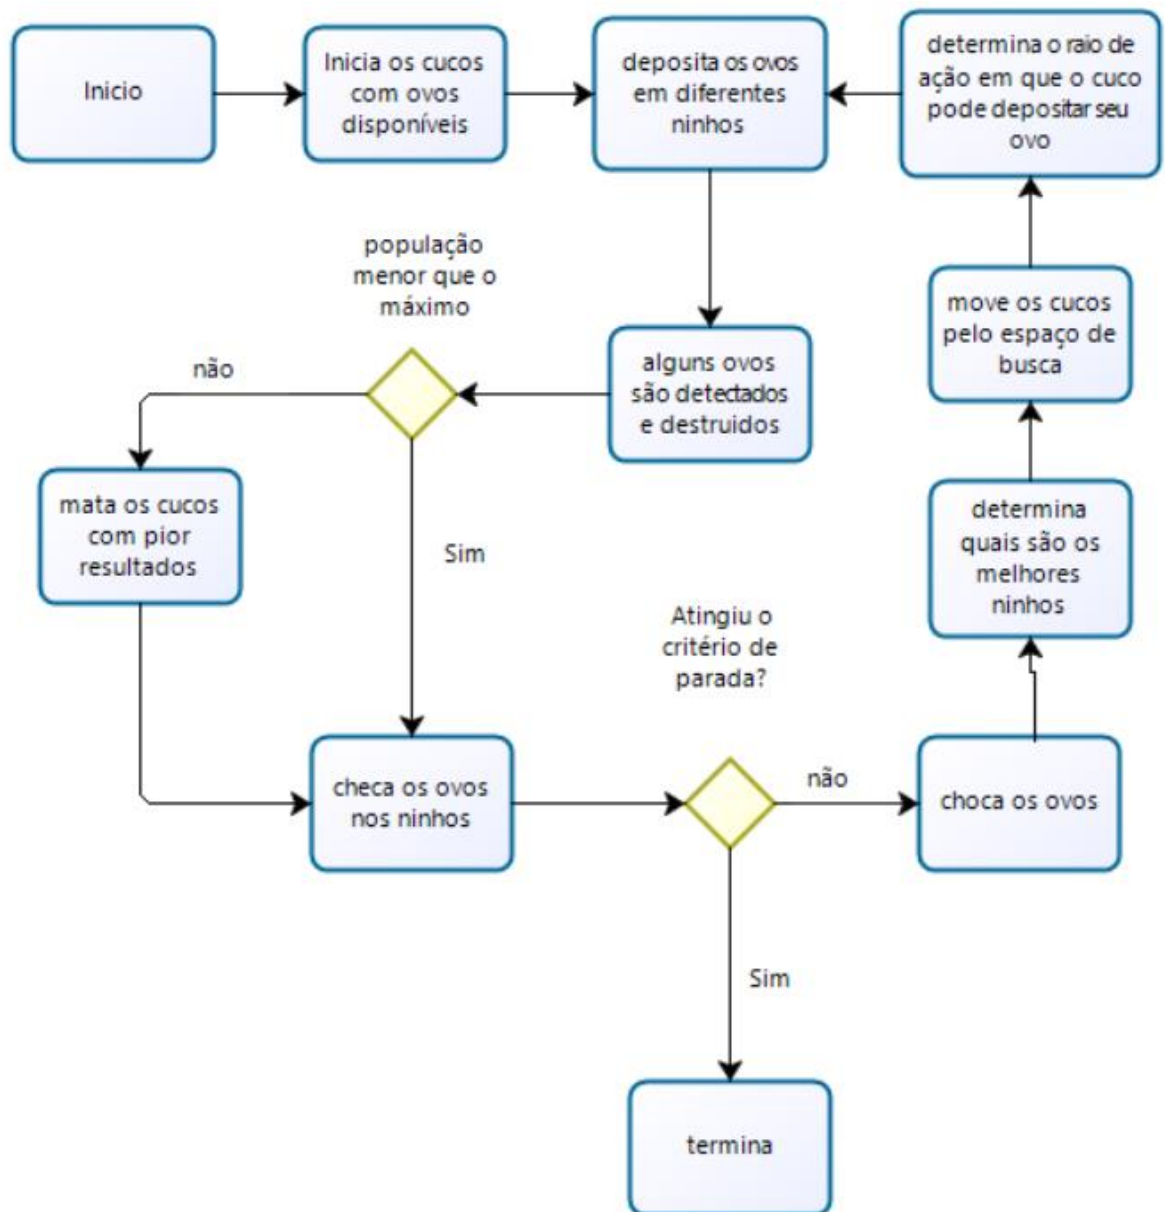 Inicio
Inicia os cucos
com ovos
disponíveis
deposita os ovos
em diferentes
ninhos
determina o raio de
ação em que o cuco
pode depositar seu
ovo
população
menor que o
máximo
move os cucos
pelo espaço de
busca
não
alguns ovos
são detectados
e destruidos
mata os cucos
com pior
resultados
Sim
determina
quais são os
melhores
ninhos
Atingiu o
critério de
parada?
checa os ovos
nos ninhos
não
choca os ovos
Sim
termina